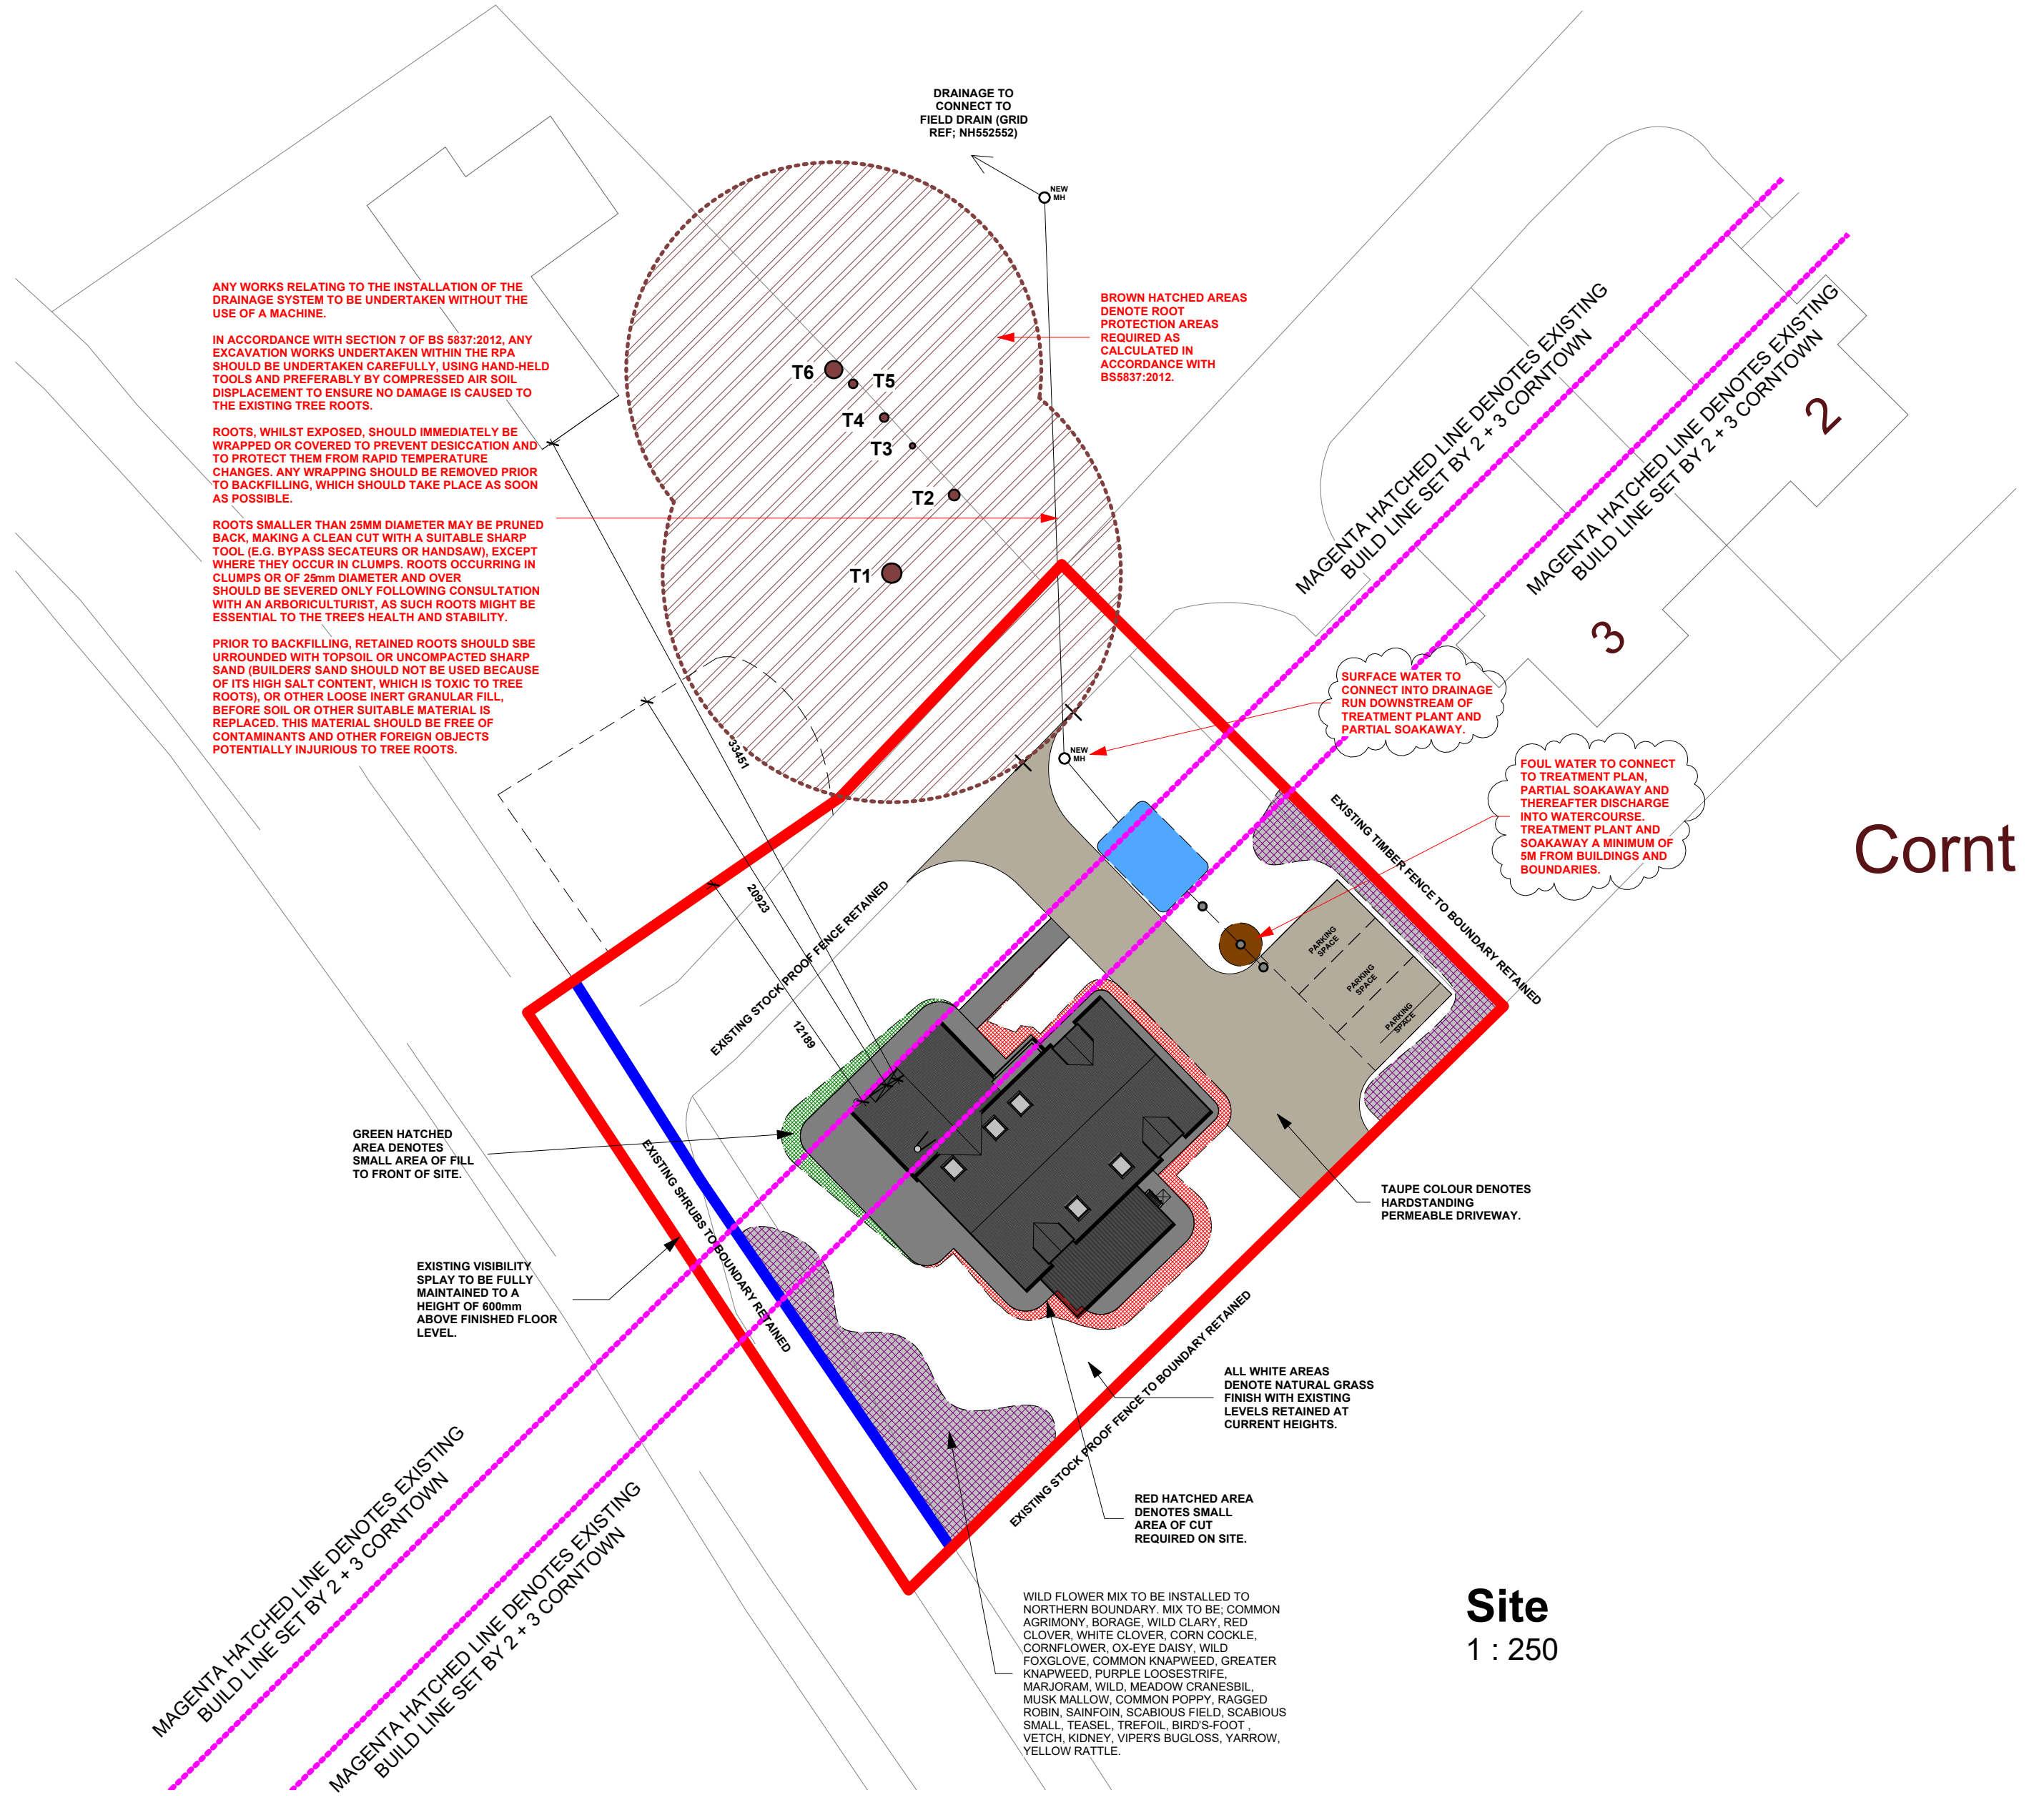 DRAINAGE TO
CONNECT TO
FIELD DRAIN (GRID
REF; NH552552)
NEW
MH
ANY WORKS RELATING TO THE INSTALLATION OF THE
DRAINAGE SYSTEM TO BE UNDERTAKEN WITHOUT THE
USE OF A MACHINE.
IN ACCORDANCE WITH SECTION 7 OF BS 5837:2012, ANY
EXCAVATION WORKS UNDERTAKEN WITHIN THE RPA
SHOULD BE UNDERTAKEN CAREFULLY, USING HAND-HELD
TOOLS AND PREFERABLY BY COMPRESSED AIR SOIL
DISPLACEMENT TO ENSURE NO DAMAGE IS CAUSED TO
THE EXISTING TREE ROOTS.
ROOTS, WHILST EXPOSED, SHOULD IMMEDIATELY BE
WRAPPED OR COVERED TO PREVENT DESICCATION AND
TO PROTECT THEM FROM RAPID TEMPERATURE
CHANGES. ANY WRAPPING SHOULD BE REMOVED PRIOR
TO BACKFILLING, WHICH SHOULD TAKE PLACE AS SOON
AS POSSIBLE.
ROOTS SMALLER THAN 25MM DIAMETER MAY BE PRUNED
BACK, MAKING A CLEAN CUT WITH A SUITABLE SHARP
TOOL (E.G. BYPASS SECATEURS OR HANDSAW), EXCEPT
WHERE THEY OCCUR IN CLUMPS. ROOTS OCCURRING IN
CLUMPS OR OF 25mm DIAMETER AND OVER
SHOULD BE SEVERED ONLY FOLLOWING CONSULTATION
WITH AN ARBORICULTURIST, AS SUCH ROOTS MIGHT BE
ESSENTIAL TO THE TREE'S HEALTH AND STABILITY.
PRIOR TO BACKFILLING, RETAINED ROOTS SHOULD SBE
URROUNDED WITH TOPSOIL OR UNCOMPACTED SHARP
SAND (BUILDERS' SAND SHOULD NOT BE USED BECAUSE
OF ITS HIGH SALT CONTENT, WHICH IS TOXIC TO TREE
ROOTS), OR OTHER LOOSE INERT GRANULAR FILL,
BEFORE SOIL OR OTHER SUITABLE MATERIAL IS
REPLACED. THIS MATERIAL SHOULD BE FREE OF
CONTAMINANTS AND OTHER FOREIGN OBJECTS
POTENTIALLY INJURIOUS TO TREE ROOTS.
BROWN HATCHED AREAS
DENOTE ROOT
PROTECTION AREAS
REQUIRED AS
CALCULATED IN
ACCORDANCE WITH
BS5837:2012.
T6
T5
T4
T3
T2
T1
MAGENTA HATCHED LINE DENOTES EXISTING
BUILD LINE SET BY 2 + 3 CORNTOWN
MAGENTA HATCHED LINE DENOTES EXISTING
BUILD LINE SET BY 2 + 3 CORNTOWN
2
3
SURFACE WATER TO
CONNECT INTO DRAINAGE
RUN DOWNSTREAM OF
TREATMENT PLANT AND
PARTIAL SOAKAWAY.
NEW
MH
FOUL WATER TO CONNECT
TO TREATMENT PLAN,
PARTIAL SOAKAWAY AND
THEREAFTER DISCHARGE
INTO WATERCOURSE.
TREATMENT PLANT AND
SOAKAWAY A MINIMUM OF
5M FROM BUILDINGS AND
BOUNDARIES.
Cornt
33451
20923
12189
EXISTING STOCK PROOF FENCE RETAINED
EXISTING TIMBER FENCE TO BOUNDARY RETAINED
PARKING
SPACE
PARKING
SPACE
PARKING
SPACE
GREEN HATCHED
AREA DENOTES
SMALL AREA OF FILL
TO FRONT OF SITE.
EXISTING SHRUBS TO BOUNDARY RETAINED
TAUPE COLOUR DENOTES
HARDSTANDING
PERMEABLE DRIVEWAY.
EXISTING VISIBILITY
SPLAY TO BE FULLY
MAINTAINED TO A
HEIGHT OF 600mm
ABOVE FINISHED FLOOR
LEVEL.
EXISTING STOCK PROOF FENCE TO BOUNDARY RETAINED
ALL WHITE AREAS
DENOTE NATURAL GRASS
FINISH WITH EXISTING
LEVELS RETAINED AT
CURRENT HEIGHTS.
RED HATCHED AREA
DENOTES SMALL
AREA OF CUT
REQUIRED ON SITE.
MAGENTA HATCHED LINE DENOTES EXISTING
BUILD LINE SET BY 2 + 3 CORNTOWN
MAGENTA HATCHED LINE DENOTES EXISTING
BUILD LINE SET BY 2 + 3 CORNTOWN
WILD FLOWER MIX TO BE INSTALLED TO
NORTHERN BOUNDARY. MIX TO BE; COMMON
AGRIMONY, BORAGE, WILD CLARY, RED
CLOVER, WHITE CLOVER, CORN COCKLE,
CORNFLOWER, OX-EYE DAISY, WILD
FOXGLOVE, COMMON KNAPWEED, GREATER
KNAPWEED, PURPLE LOOSESTRIFE,
MARJORAM, WILD, MEADOW CRANESBIL,
MUSK MALLOW, COMMON POPPY, RAGGED
ROBIN, SAINFOIN, SCABIOUS FIELD, SCABIOUS
SMALL, TEASEL, TREFOIL, BIRD'S-FOOT ,
VETCH, KIDNEY, VIPER'S BUGLOSS, YARROW,
YELLOW RATTLE.
Site
1 : 250